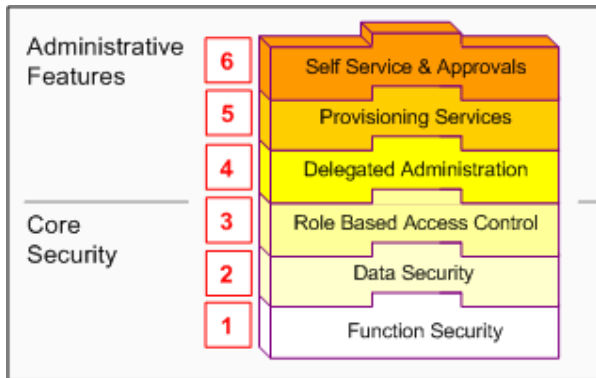 Administrative
Features
6
Self Service & Approvals
5
Provisioning Services
4
Delegated Administration
Core
Security
3
Role Based Access Control
2
Data Security
1
Function Security